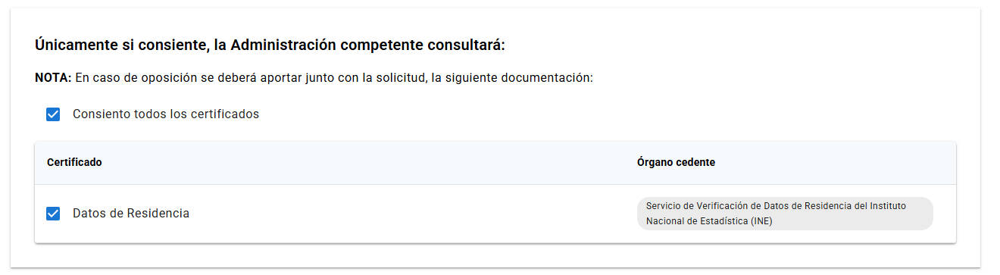 Únicamente si consiente, la Administración competente consultará:
NOTA: En caso de oposición se deberá aportar junto con la solicitud, la siguiente documentación:
Consiento todos los certificados
Certificado
Órgano cedente
Datos de Residencia
Servicio de Verificación de Datos de Residencia del Instituto
Nacional de Estadística (INE)